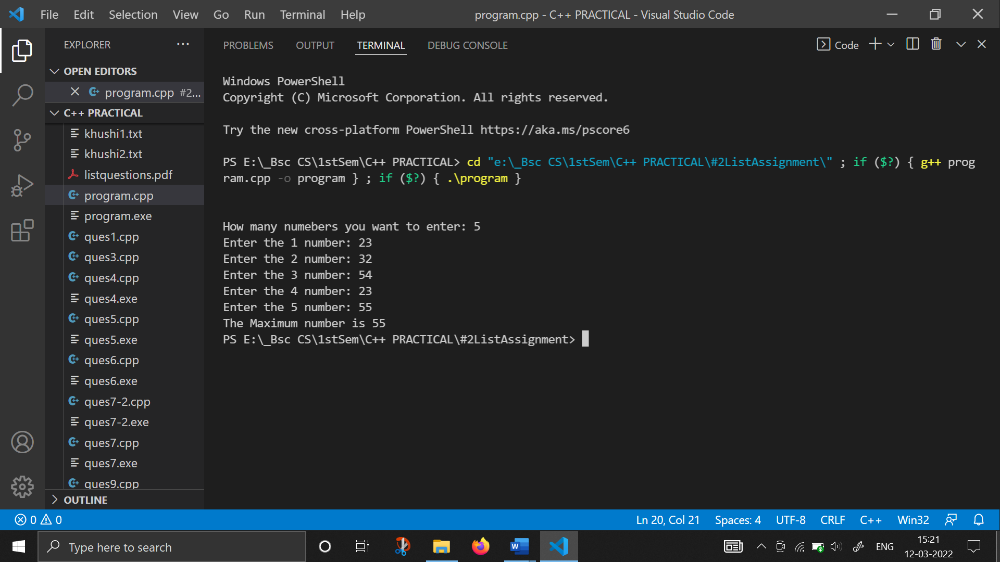 File Edit Selection View Go Run Terminal Help
program.cpp - C++ PRACTICAL - Visual Studio Code
EXPLORER
PROBLEMS OUTPUT TERMINAL DEBUG CONSOLE
Code
OPEN EDITORS
program.cpp #2...
C++ PRACTICAL
khushi1.txt
khushi2.txt
listquestions.pdf
program.cpp
program.exe
ques1.cpp
ques3.cpp
ques4.cpp
ques4.exe
ques5.cpp
ques5.exe
ques6.cpp
ques6.exe
ques7-2.cpp
ques7-2.exe
ques7.cpp
ques7.exe
ques9.cpp
OUTLINE
Windows PowerShell
Copyright (C) Microsoft Corporation. All rights reserved.
Try the new cross-platform PowerShell https://aka.ms/pscore6
PS E:\_Bsc CS\1stSem\C++ PRACTICAL> cd "e:\_Bsc CS\1stSem\C++ PRACTICAL\#2ListAssignment\" ; if ($?) { g++ prog
ram.cpp -o program } ; if ($?) { .\program }
How many numebers you want to enter: 5
Enter the 1 number: 23
Enter the 2 number: 32
Enter the 3 number: 54
Enter the 4 number: 23
Enter the 5 number: 55
The Maximum number is 55
PS E:\_Bsc CS\1stSem\C++ PRACTICAL\#2ListAssignment>
0 0
Ln 20, Col 21 Spaces: 4 UTF-8 CRLF C++ Win32
Type here to search
W
ENG
15:21
12-03-2022